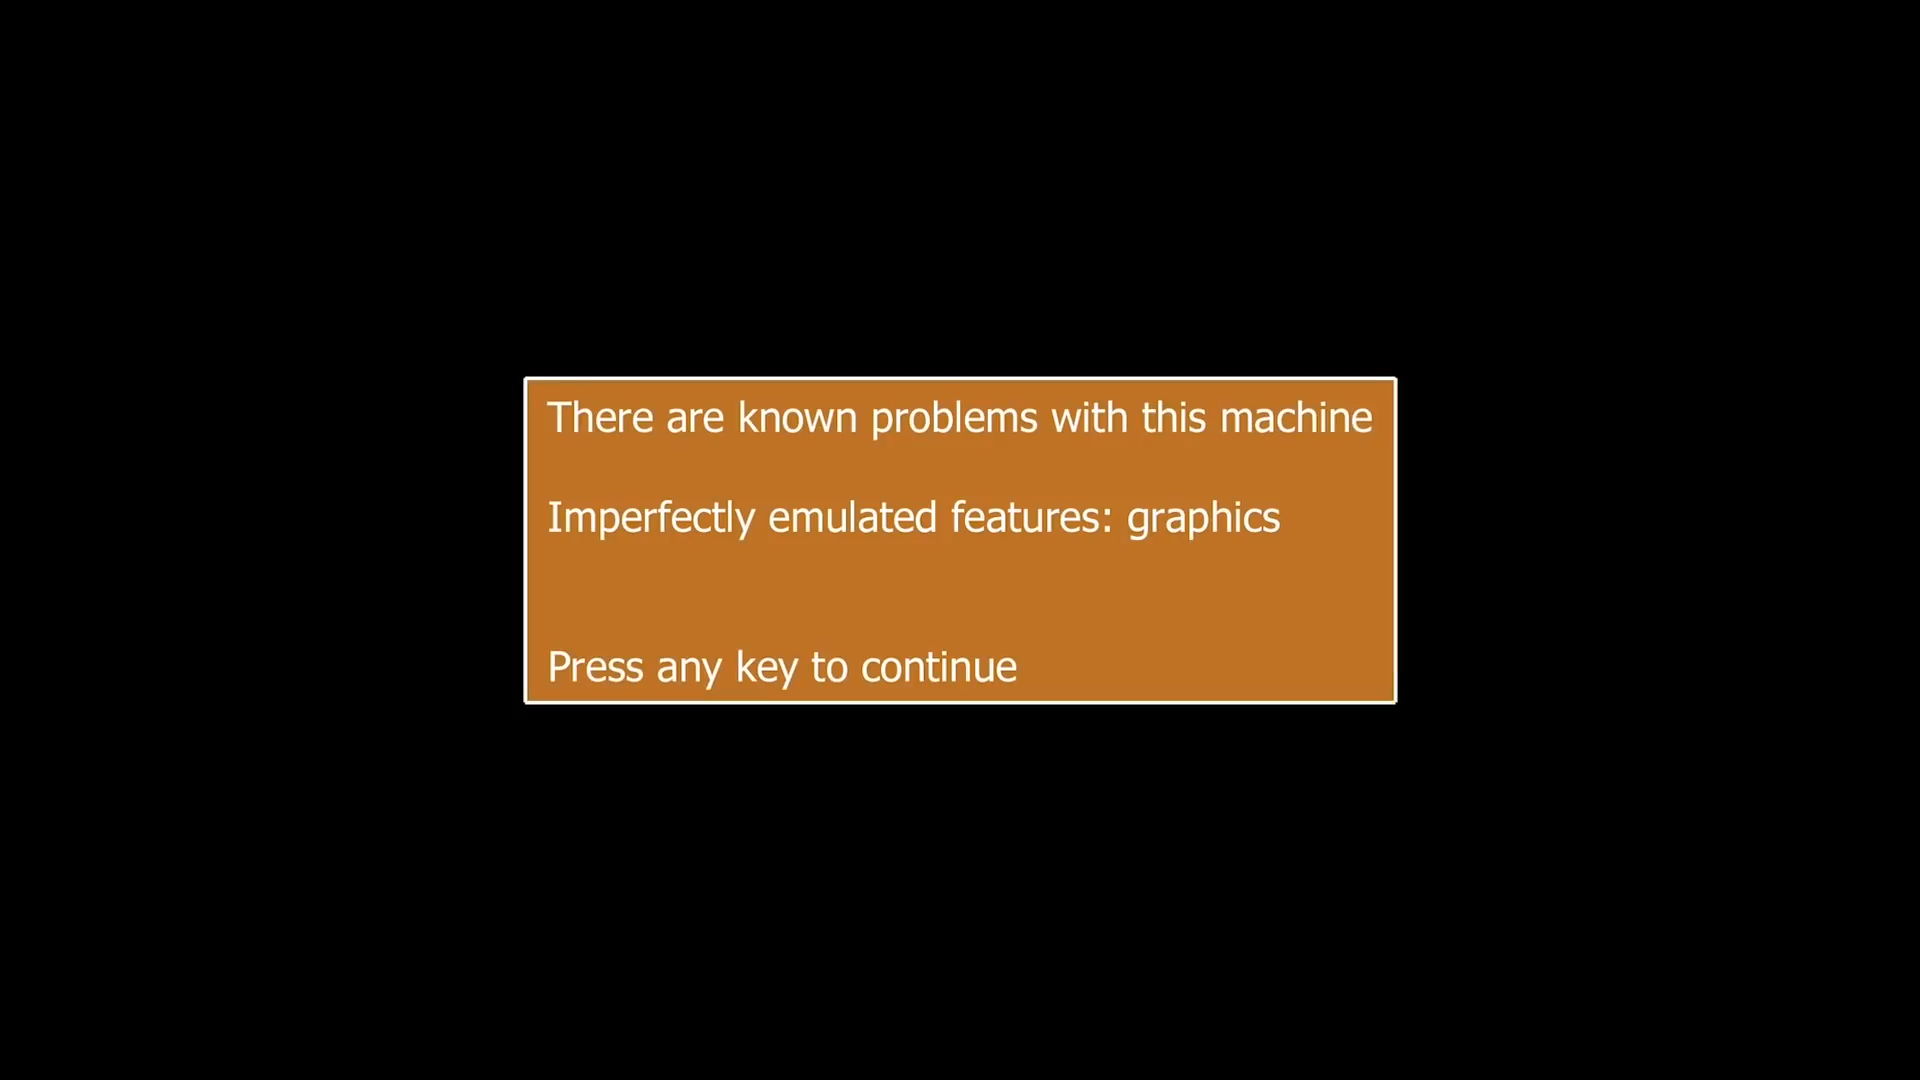 There are known problems with this machine
Imperfectly emulated features: graphics
Press any key to continue